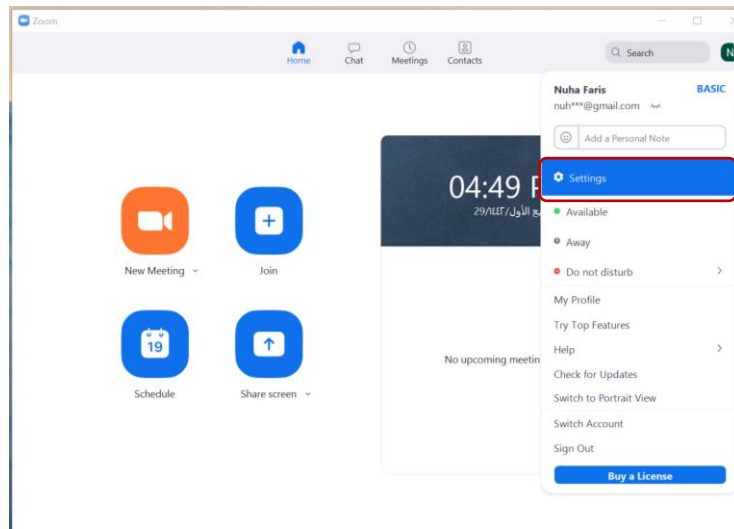 Zoom
Home
Chat
Meetings
Contacts
Search
N
Nuha Faris
BASIC
nuh***@gmail.com
Add a Personal Note
Settings
Available
Away
Do not disturb
My Profile
Try Top Features
Help
Check for Updates
Switch to Portrait View
Switch Account
Sign Out
Buy a License
04:49 P
ع الأول/١٤٤٢/29
New Meeting
Join
19
Schedule
Share screen
No upcoming meetin